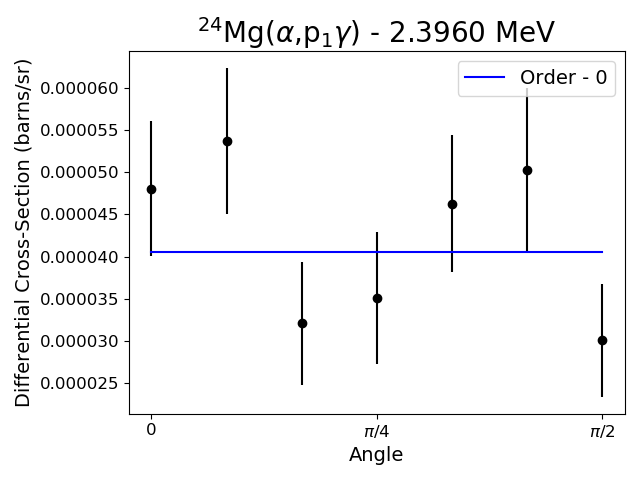 ²⁴Mg(α,p₁γ) - 2.3960 MeV
Order - 0
Differential Cross-Section (barns/sr)
0.000060
0.000055
0.000050
0.000045
0.000040
0.000035
0.000030
0.000025
0 π/4 π/2
Angle